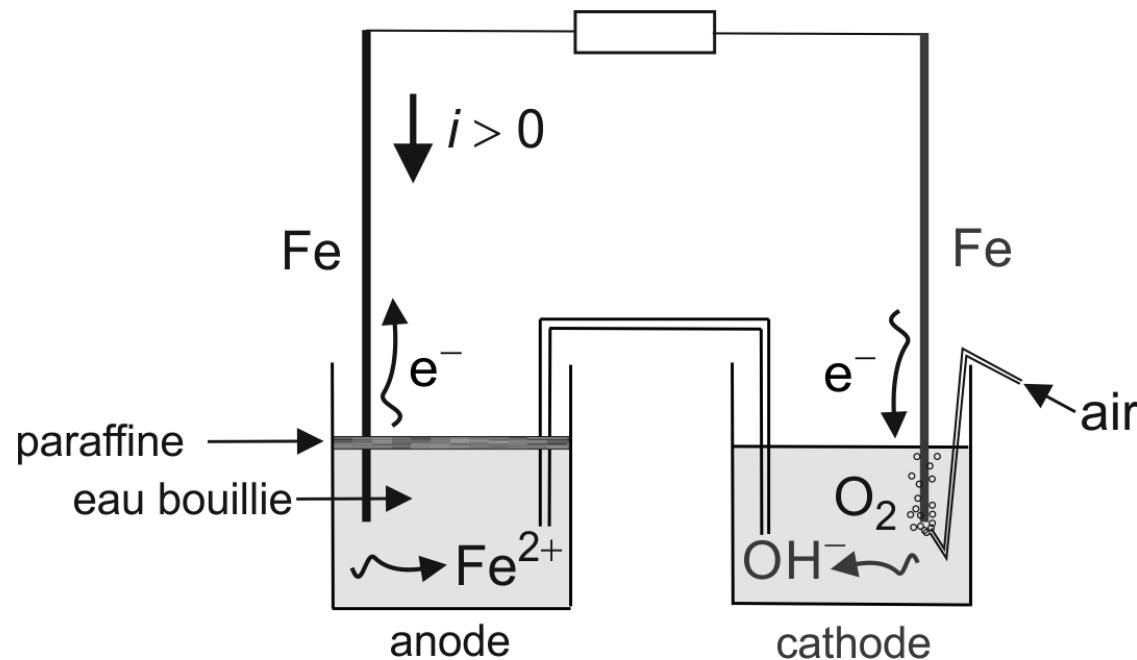 i > 0
Fe
Fe
e⁻
e⁻
air
paraffine
eau bouillie
O₂
Fe²⁺
OH⁻
anode
cathode